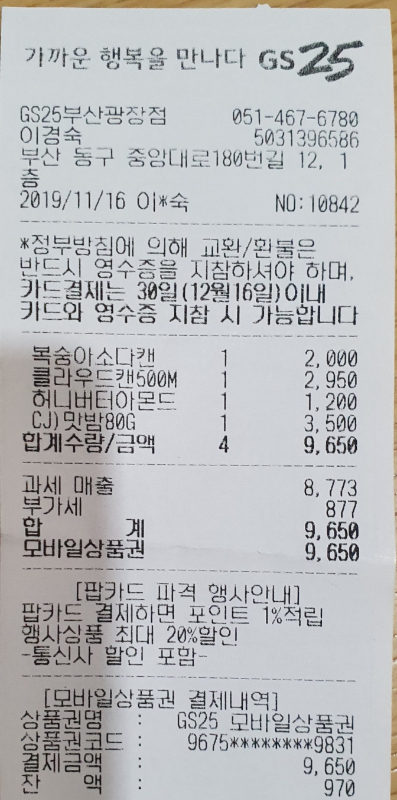 가까운 행복을 만나다 GS25
GS25부산광장점 051-467-6780
이경숙 5031396586
부산 동구 중앙대로180번길 12, 1
층
2019/11/16 이*숙 NO:10842
*정부방침에 의해 교환/환불은
반드시 영수증을 지참하셔야 하며,
카드결제는 30일(12월16일)이내
카드와 영수증 지참 시 가능합니다
복숭아소다캔 1 2,000
클라우드캔500M 1 2,950
허니버터아몬드 1 1,200
CJ)맛밤80G 1 3,500
합계수량/금액 4 9,650
과세 매출 8,773
부가세 877
합 계 9,650
모바일상품권 9,650
[팝카드 파격 행사안내]
팝카드 결제하면 포인트 1%적립
행사상품 최대 20%할인
-통신사 할인 포함-
[모바일상품권 결제내역]
상품권명 : GS25 모바일상품권
상품권코드 : 9675********9831
결제금액 : 9,650
잔 액 : 970